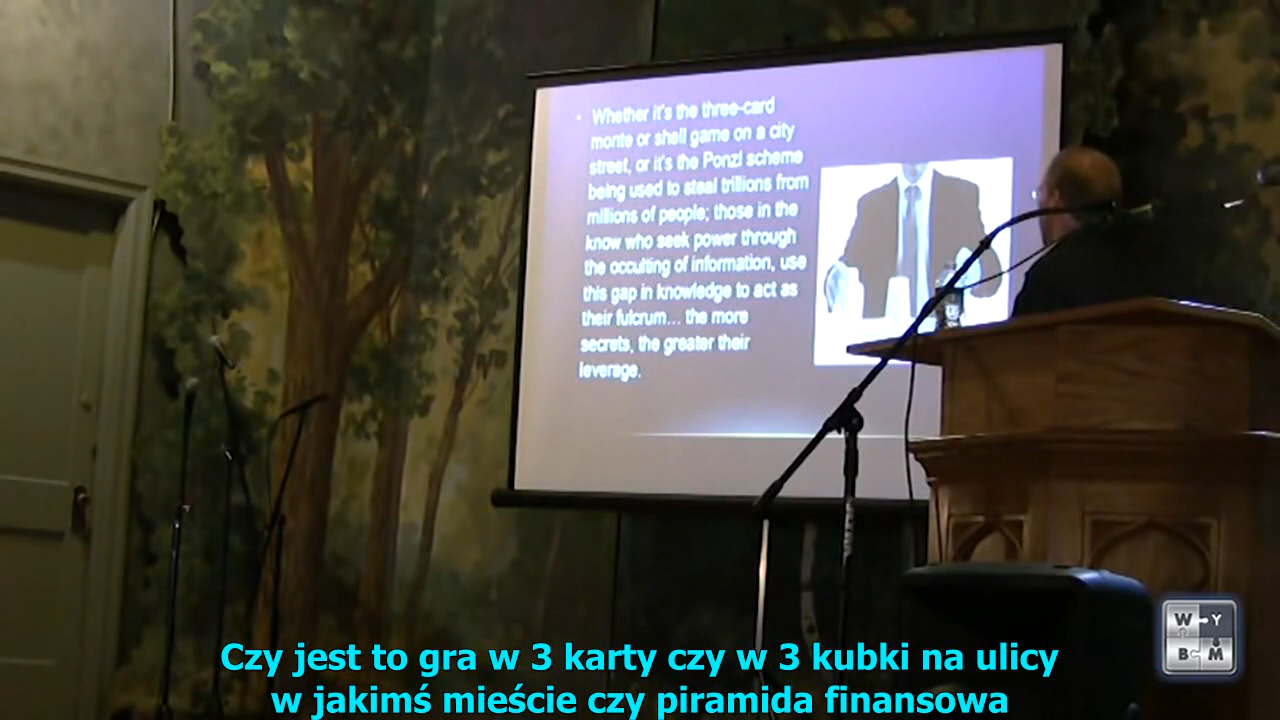 • Whether it's the three-card
monte or shell game on a city
street, or it's the Ponzi scheme
being used to steal trillions from
millions of people; those in the
know who seek power through
the occulting of information, use
this gap in knowledge to act as
their fulcrum... the more
secrets, the greater their
leverage.
W Y
B M
Czy jest to gra w 3 karty czy w 3 kubki na ulicy
w jakimś mieście czy piramida finansowa